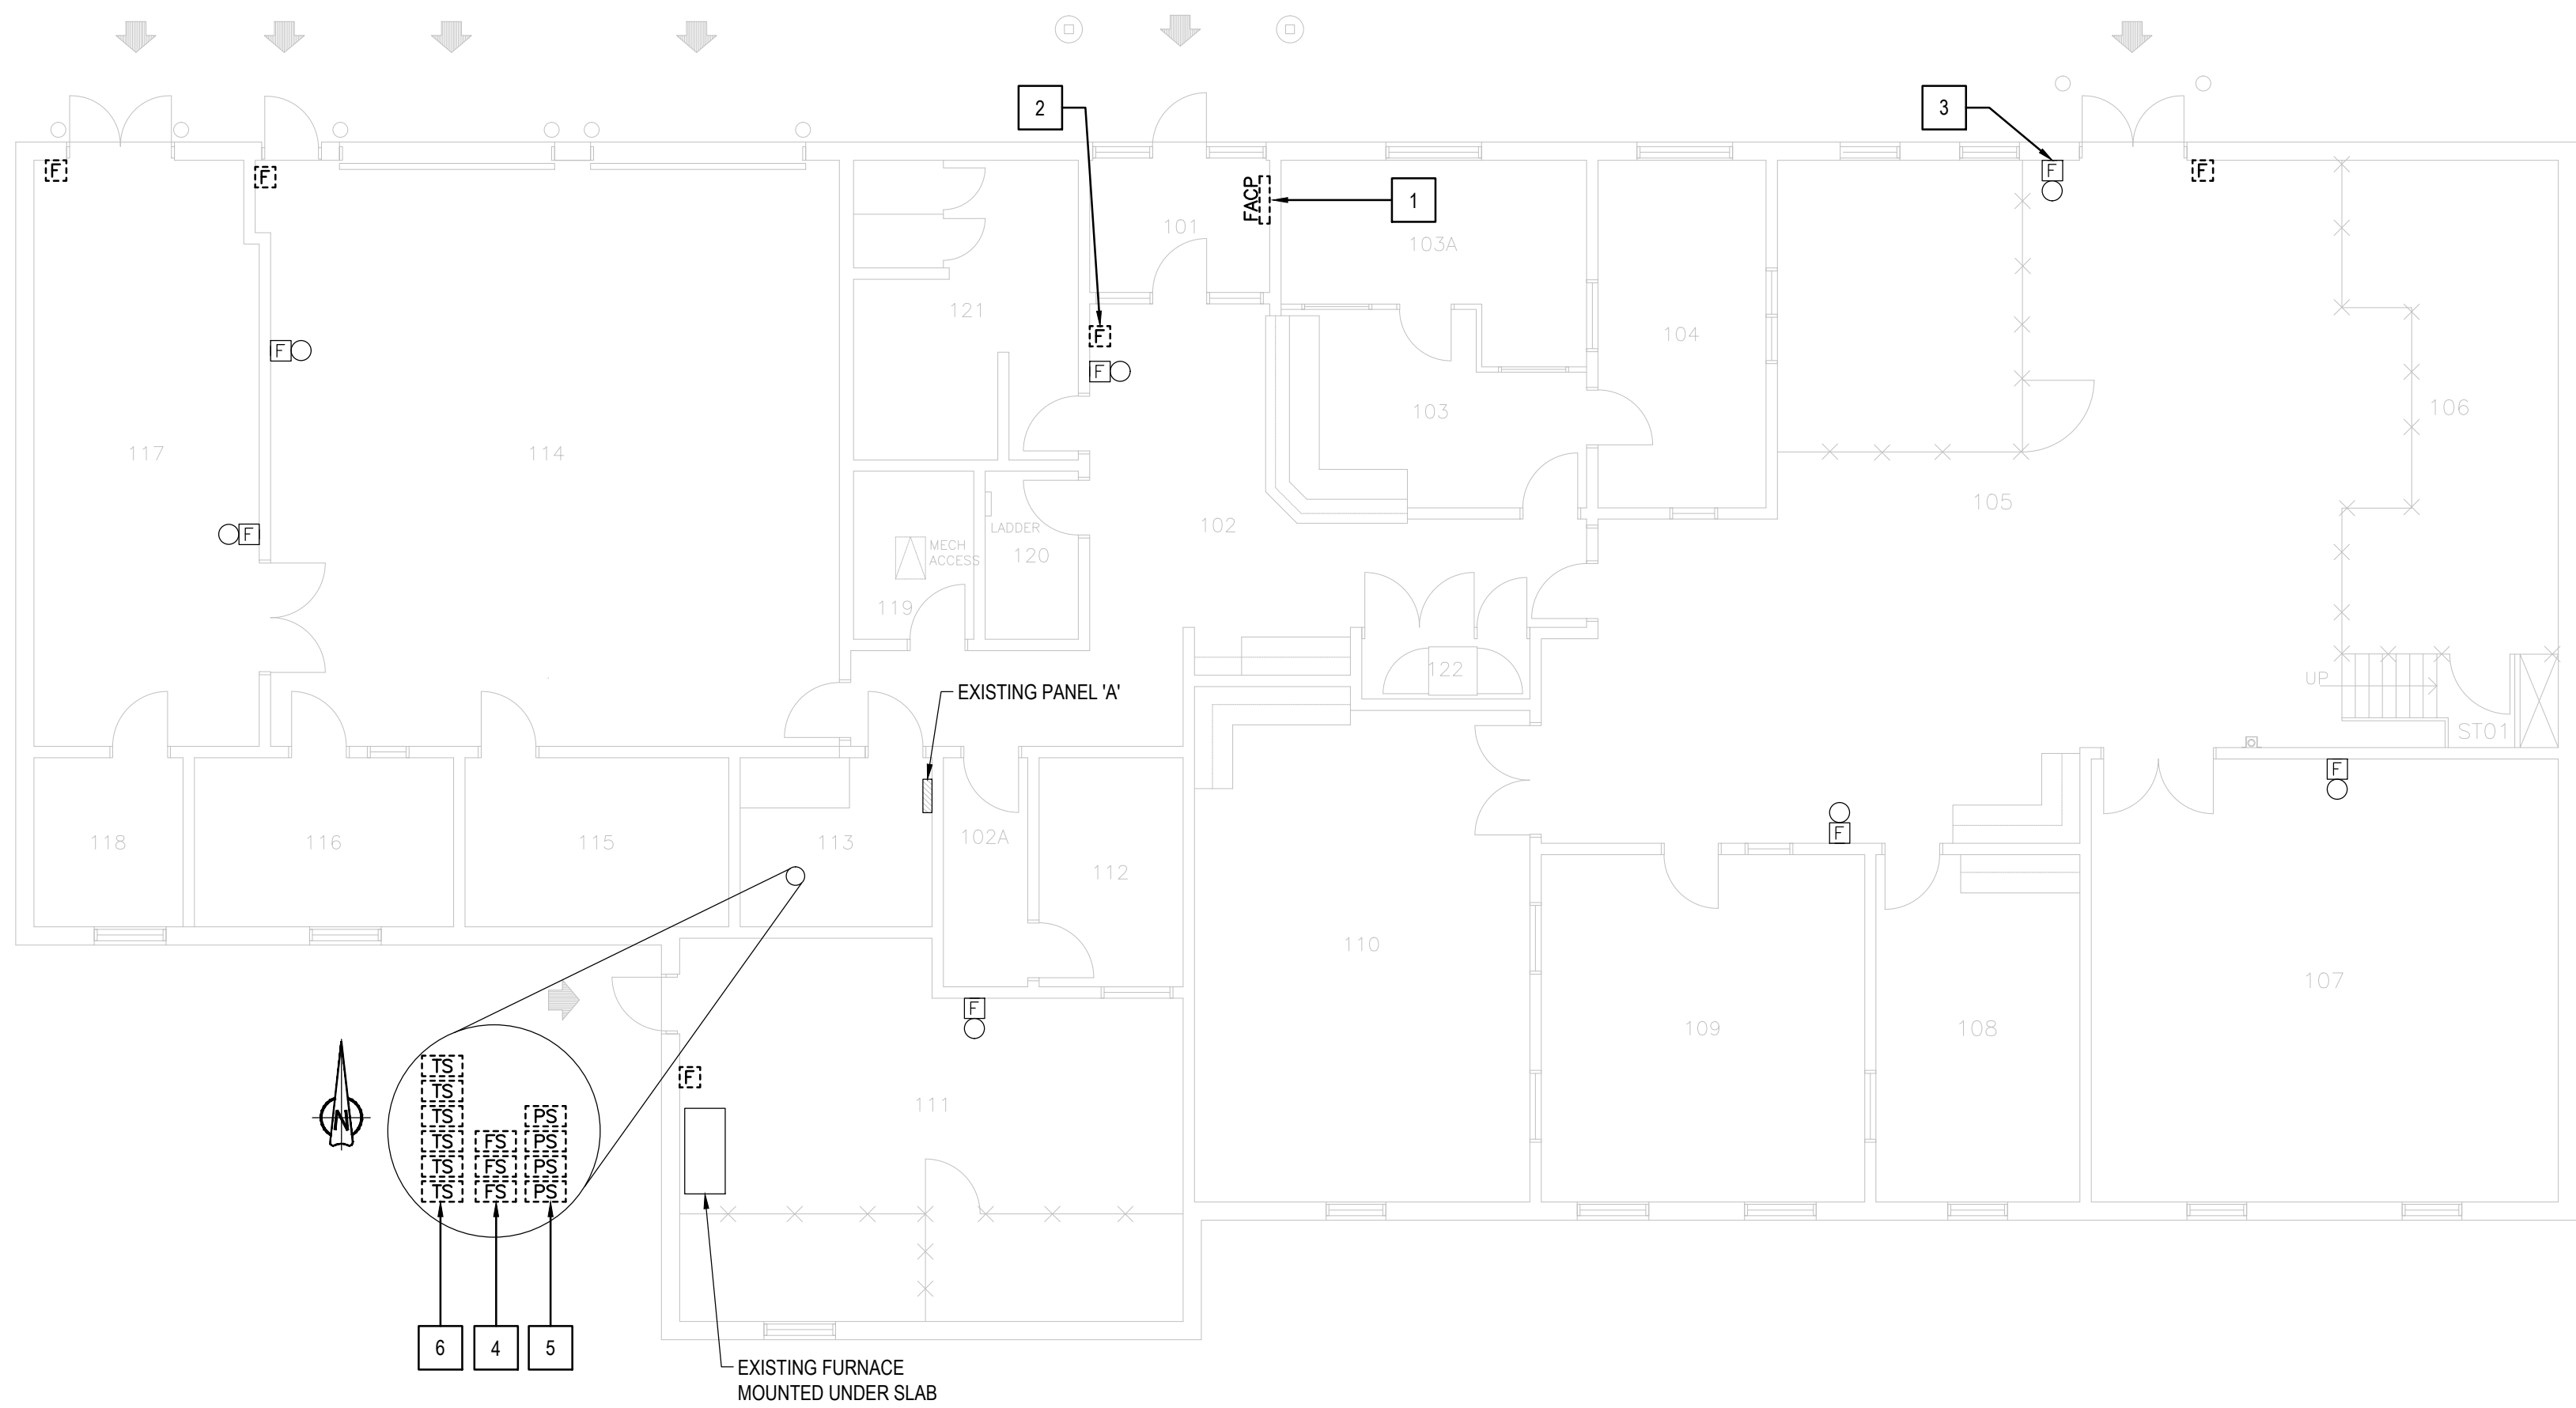 2
3
F
F
F
F
FACP
1
101
103A
F
F
F
121
104
103
106
117
114
105
F
102
LADDER
MECH
ACCESS
120
119
122
UP
EXISTING PANEL 'A'
ST01
F
F
118
116
115
113
102A
112
110
107
F
109
108
TS
F
TS
111
TS
PS
TS
FS
PS
TS
FS
PS
TS
FS
PS
N
6
4
5
EXISTING FURNACE
MOUNTED UNDER SLAB